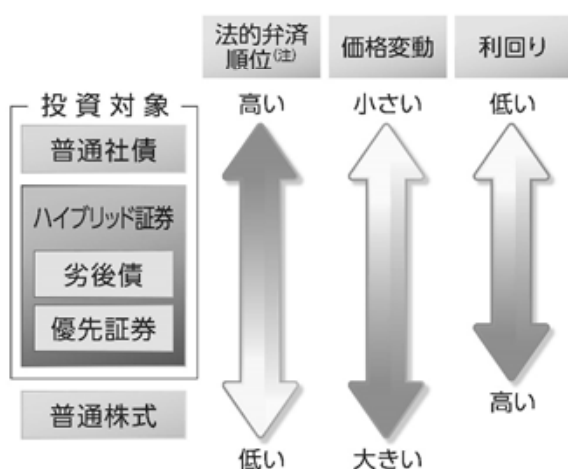 法的弁済
順位(注)
価格変動
利回り
投資対象
高い
小さい
低い
普通社債
ハイブリッド証券
劣後債
優先証券
普通株式
高い
低い
大きい